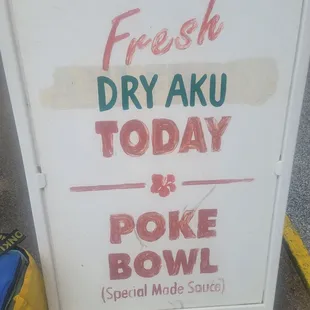 Fresh
DRY AKU
TODAY
POKE
BOWL
(Special Made Sauce)